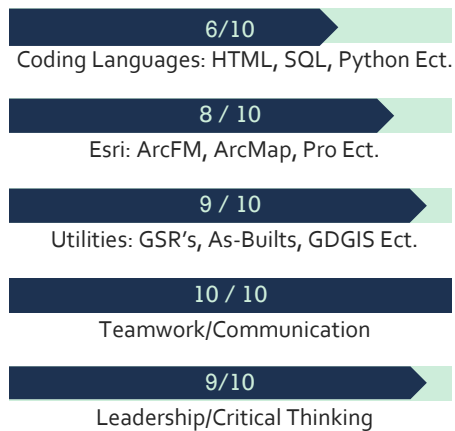 6/10
Coding Languages: HTML, SQL, Python Ect.
8 / 10
Esri: ArcFM, ArcMap, Pro Ect.
9 / 10
Utilities: GSR's, As-Builts, GDGIS Ect.
10 / 10
Teamwork/Communication
9/10
Leadership/Critical Thinking